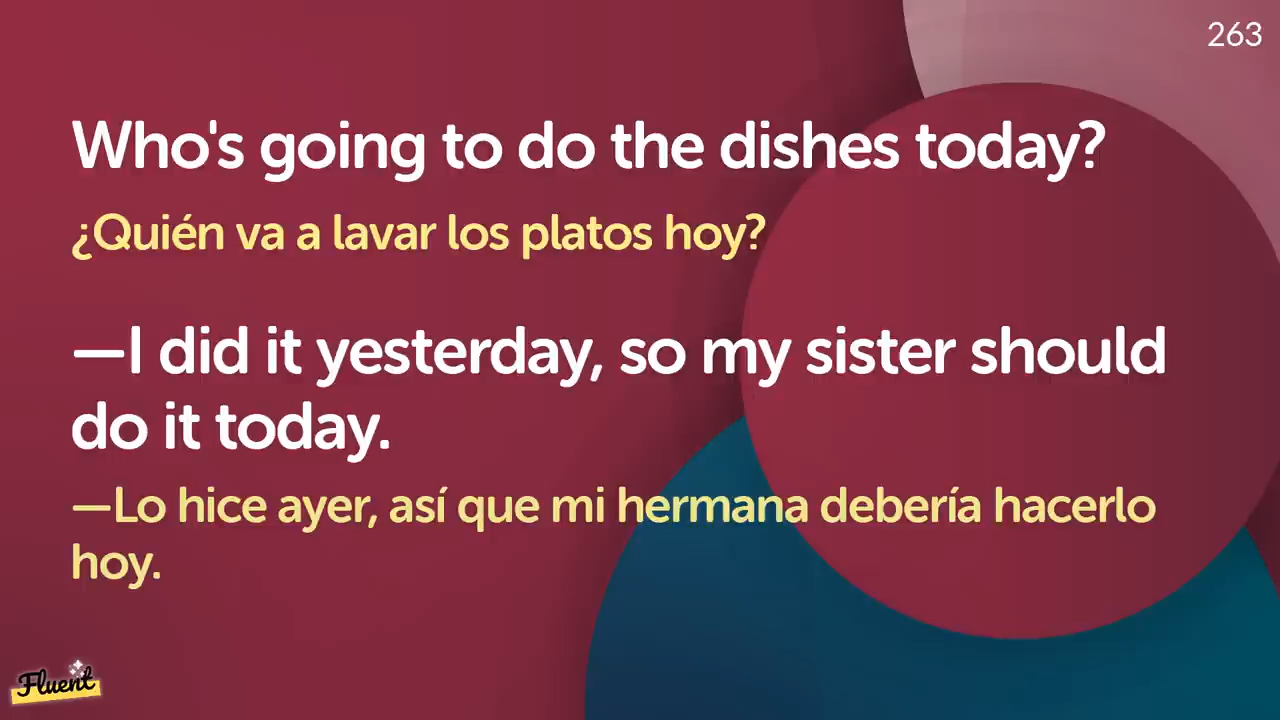 263
Who's going to do the dishes today?
¿Quién va a lavar los platos hoy?
—I did it yesterday, so my sister should
do it today.
—Lo hice ayer, así que mi hermana debería hacerlo
hoy.
Fluent